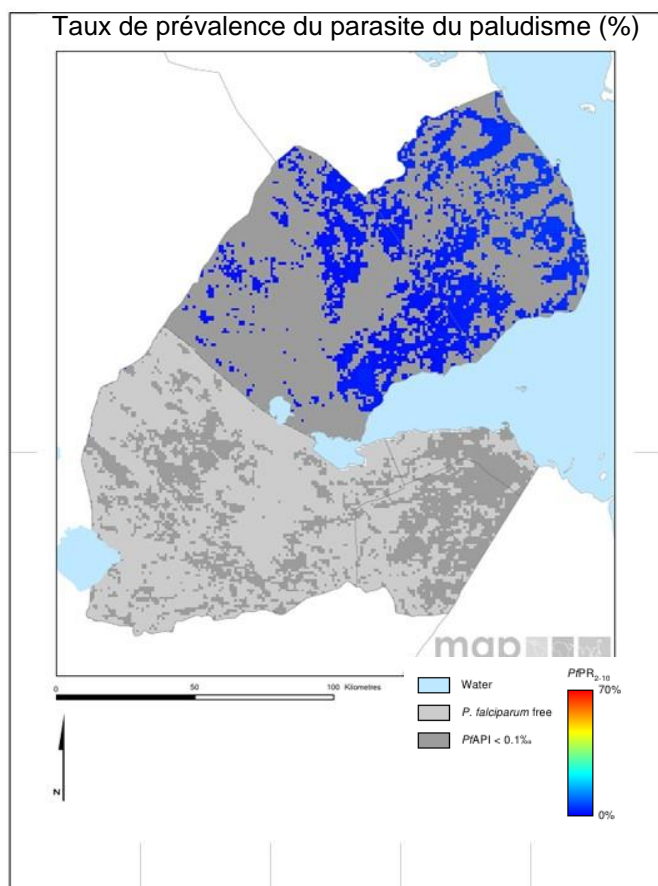 Taux de prévalence du parasite du paludisme (%)
map
0 50 100 Kilometres
N
Water
P. falciparum free
PfAPI < 0.1‰
PfPR2-10
70%
0%